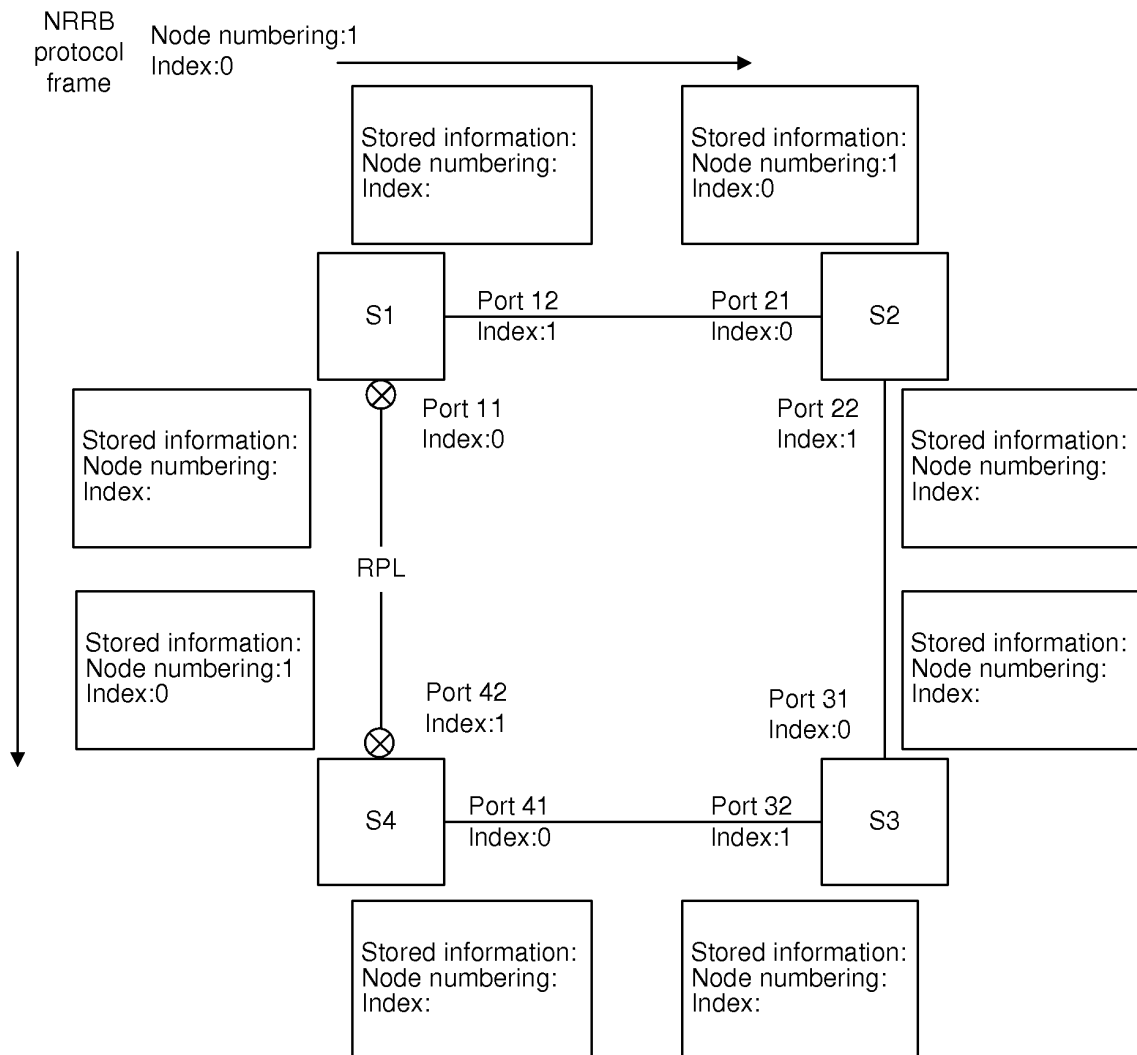 NRRB
protocol
frame
Node numbering:1
Index:0
Stored information:
Node numbering:
Index:
Stored information:
Node numbering:1
Index:0
S1
Port 12
Index:1
Port 21
Index:0
S2
Port 11
Index:0
Port 22
Index:1
Stored information:
Node numbering:
Index:
Stored information:
Node numbering:
Index:
RPL
Stored information:
Node numbering:1
Index:0
Stored information:
Node numbering:
Index:
Port 42
Index:1
Port 31
Index:0
S4
Port 41
Index:0
Port 32
Index:1
S3
Stored information:
Node numbering:
Index:
Stored information:
Node numbering:
Index: